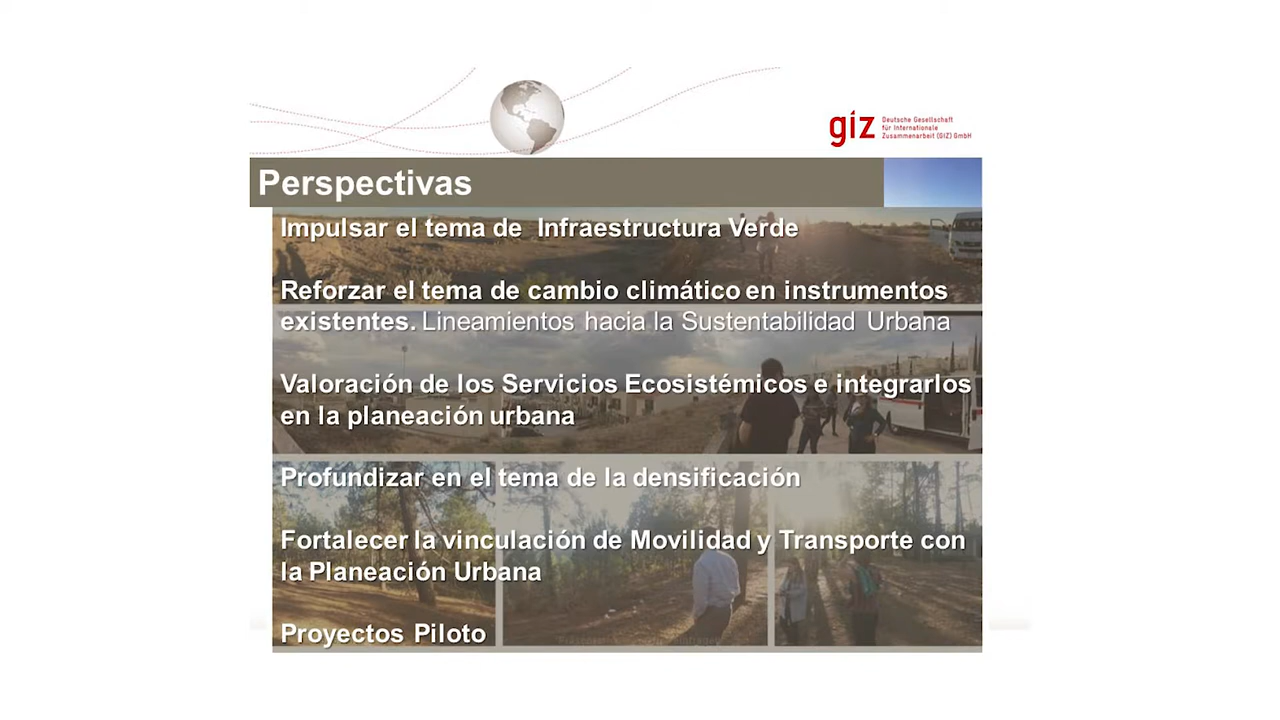 giz
Deutsche Gesellschaft
für Internationale
Zusammenarbeit (GIZ) GmbH
Perspectivas
Impulsar el tema de Infraestructura Verde
Reforzar el tema de cambio climático en instrumentos
existentes. Lineamientos hacia la Sustentabilidad Urbana
Valoración de los Servicios Ecosistémicos e integrarlos
en la planeación urbana
Profundizar en el tema de la densificación
Fortalecer la vinculación de Movilidad y Transporte con
la Planeación Urbana
Proyectos Piloto